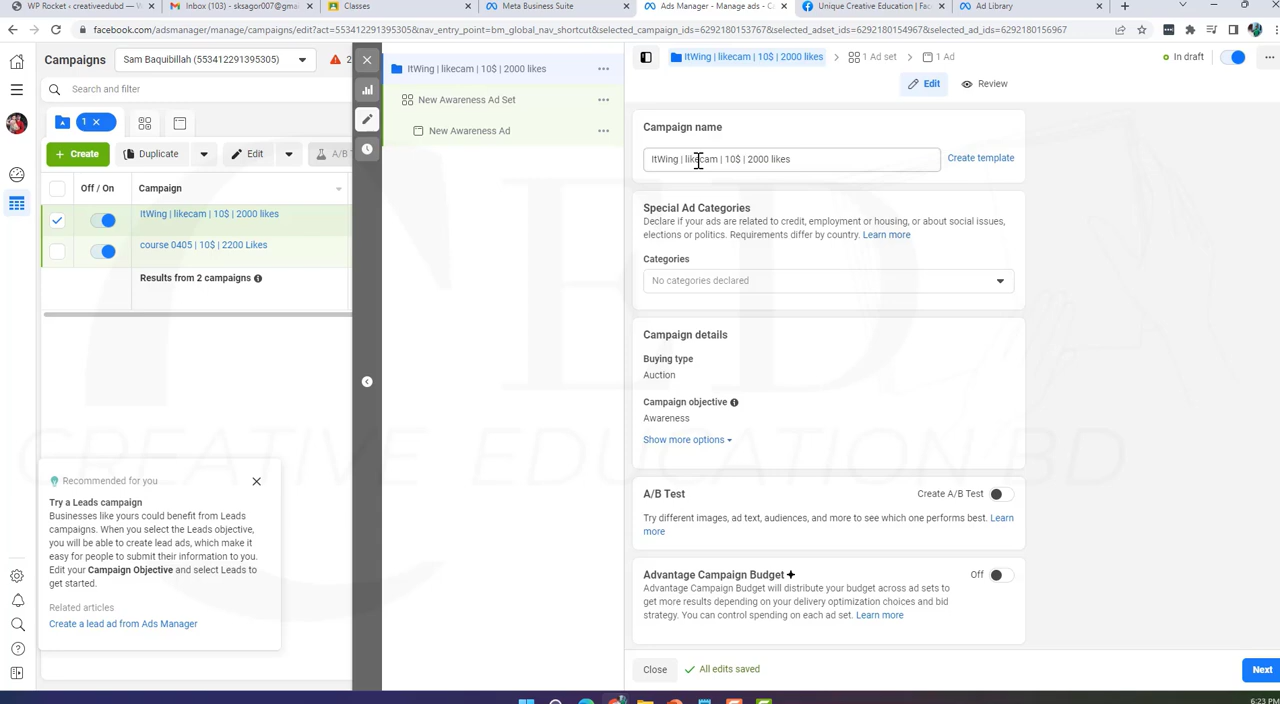 WP Rocket ‹ creativeedubd — W
Inbox (103) - sksagor007@gma
Classes
Meta Business Suite
Ads Manager - Manage ads - C
Unique Creative Education | Fac
Ad Library
facebook.com/adsmanager/manage/campaigns/edit?act=553412291395305&nav_entry_point=bm_global_nav_shortcut&selected_campaign_ids=6292180153767&selected_adset_ids=6292180154967&selected_ad_ids=6292180156967
Campaigns
Sam Baquibillah (553412291395305)
2
Search and filter
1
Create
Duplicate
Edit
A/B T
Off / On
Campaign
ItWing | likecam | 10$ | 2000 likes
course 0405 | 10$ | 2200 Likes
Results from 2 campaigns
Recommended for you
Try a Leads campaign
Businesses like yours could benefit from Leads
campaigns. When you select the Leads objective,
you will be able to create lead ads, which make it
easy for people to submit their information to you.
Edit your Campaign Objective and select Leads to
get started.
Related articles
Create a lead ad from Ads Manager
ItWing | likecam | 10$ | 2000 likes
New Awareness Ad Set
New Awareness Ad
ItWing | likecam | 10$ | 2000 likes
1 Ad set
1 Ad
In draft
Edit
Review
Campaign name
ItWing | likecam | 10$ | 2000 likes
Create template
Special Ad Categories
Declare if your ads are related to credit, employment or housing, or about social issues,
elections or politics. Requirements differ by country. Learn more
Categories
No categories declared
Campaign details
Buying type
Auction
Campaign objective
Awareness
Show more options
A/B Test
Create A/B Test
Try different images, ad text, audiences, and more to see which one performs best. Learn
more
Advantage Campaign Budget
Off
Advantage Campaign Budget will distribute your budget across ad sets to
get more results depending on your delivery optimization choices and bid
strategy. You can control spending on each ad set. Learn more
Close
All edits saved
Next
CED
CREATIVE EDUCATION BD
6:23 PM